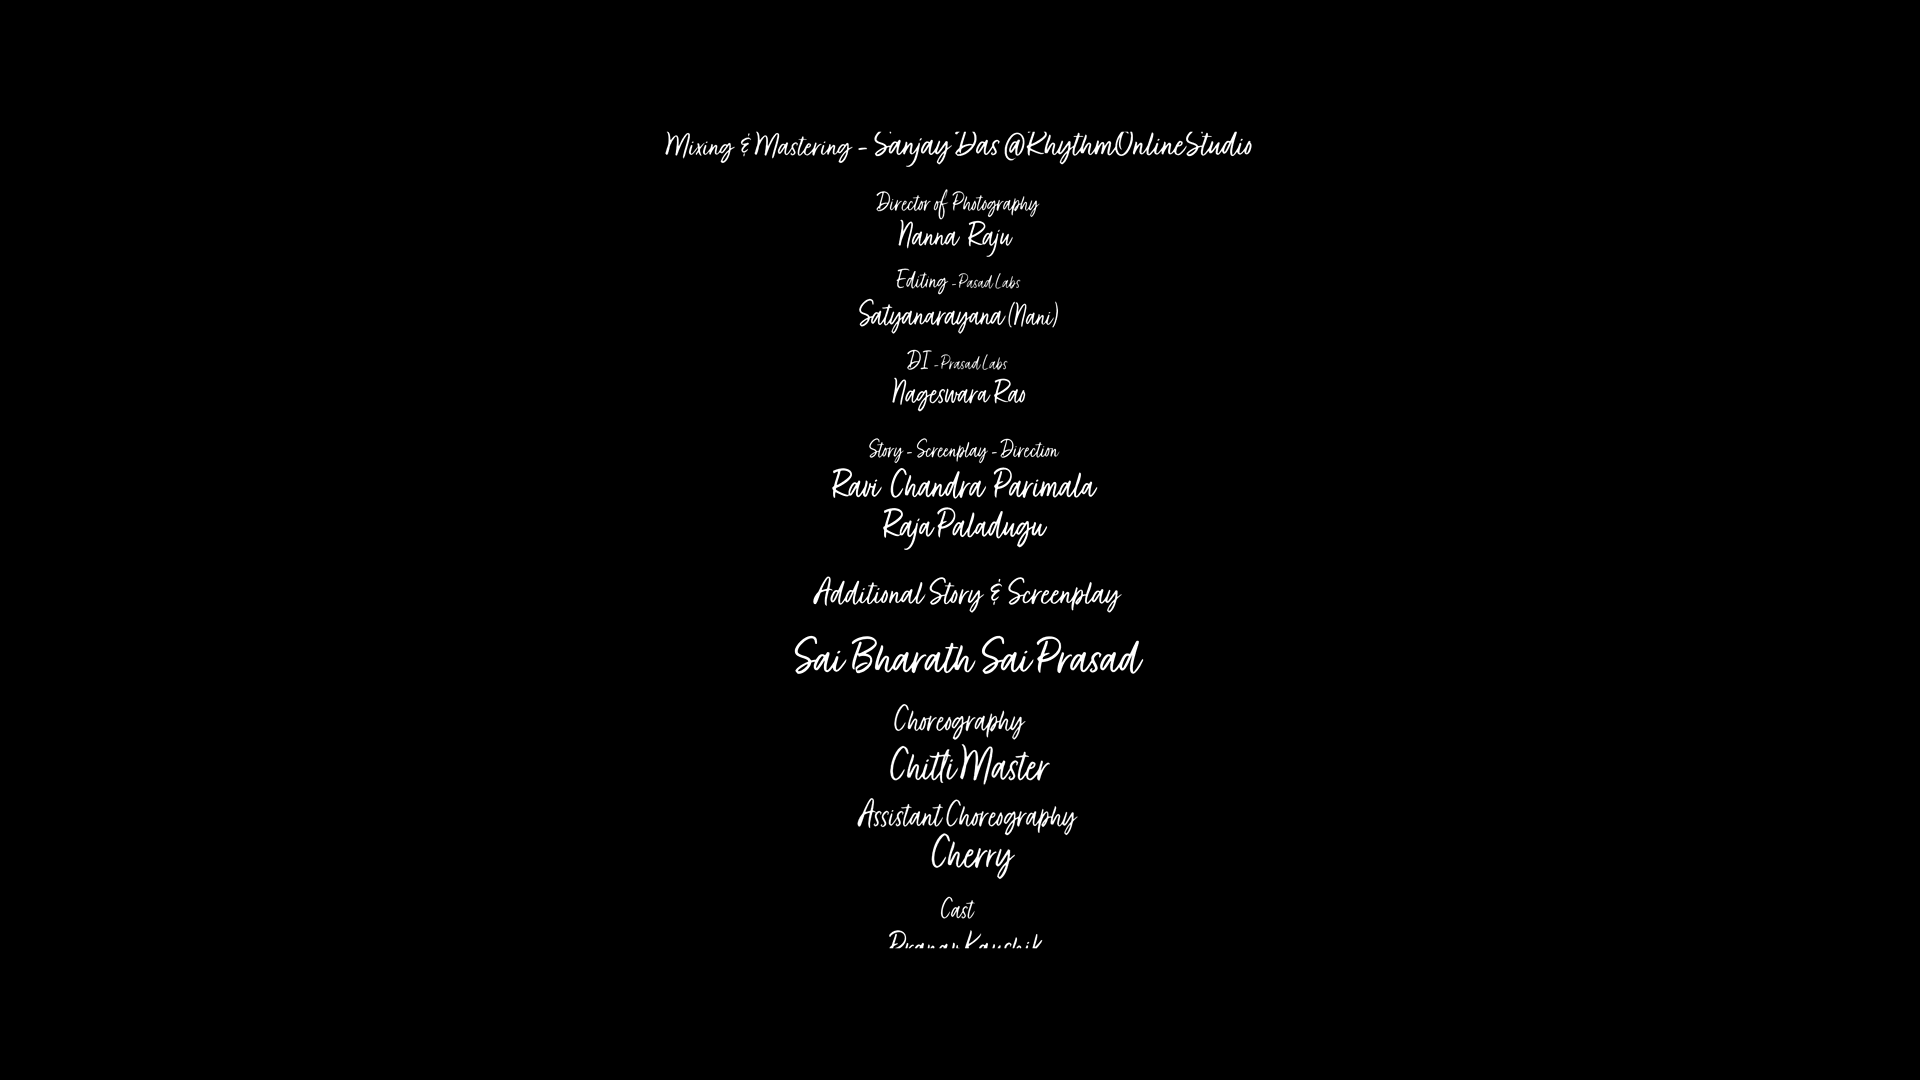 Mixing & Mastering - Sanjay Das @RhythmOnlineStudio
Director of Photography
Nanna Raju
Editing - Pasad Labs
Satyanarayana (Nani)
DI - Prasad Labs
Nageswara Rao
Story - Screenplay - Direction
Ravi Chandra Parimala
Raja Paladugu
Additional Story & Screenplay
Sai Bharath Sai Prasad
Choreography
Chitti Master
Assistant Choreography
Cherry
Cast
Pranav Kaushik